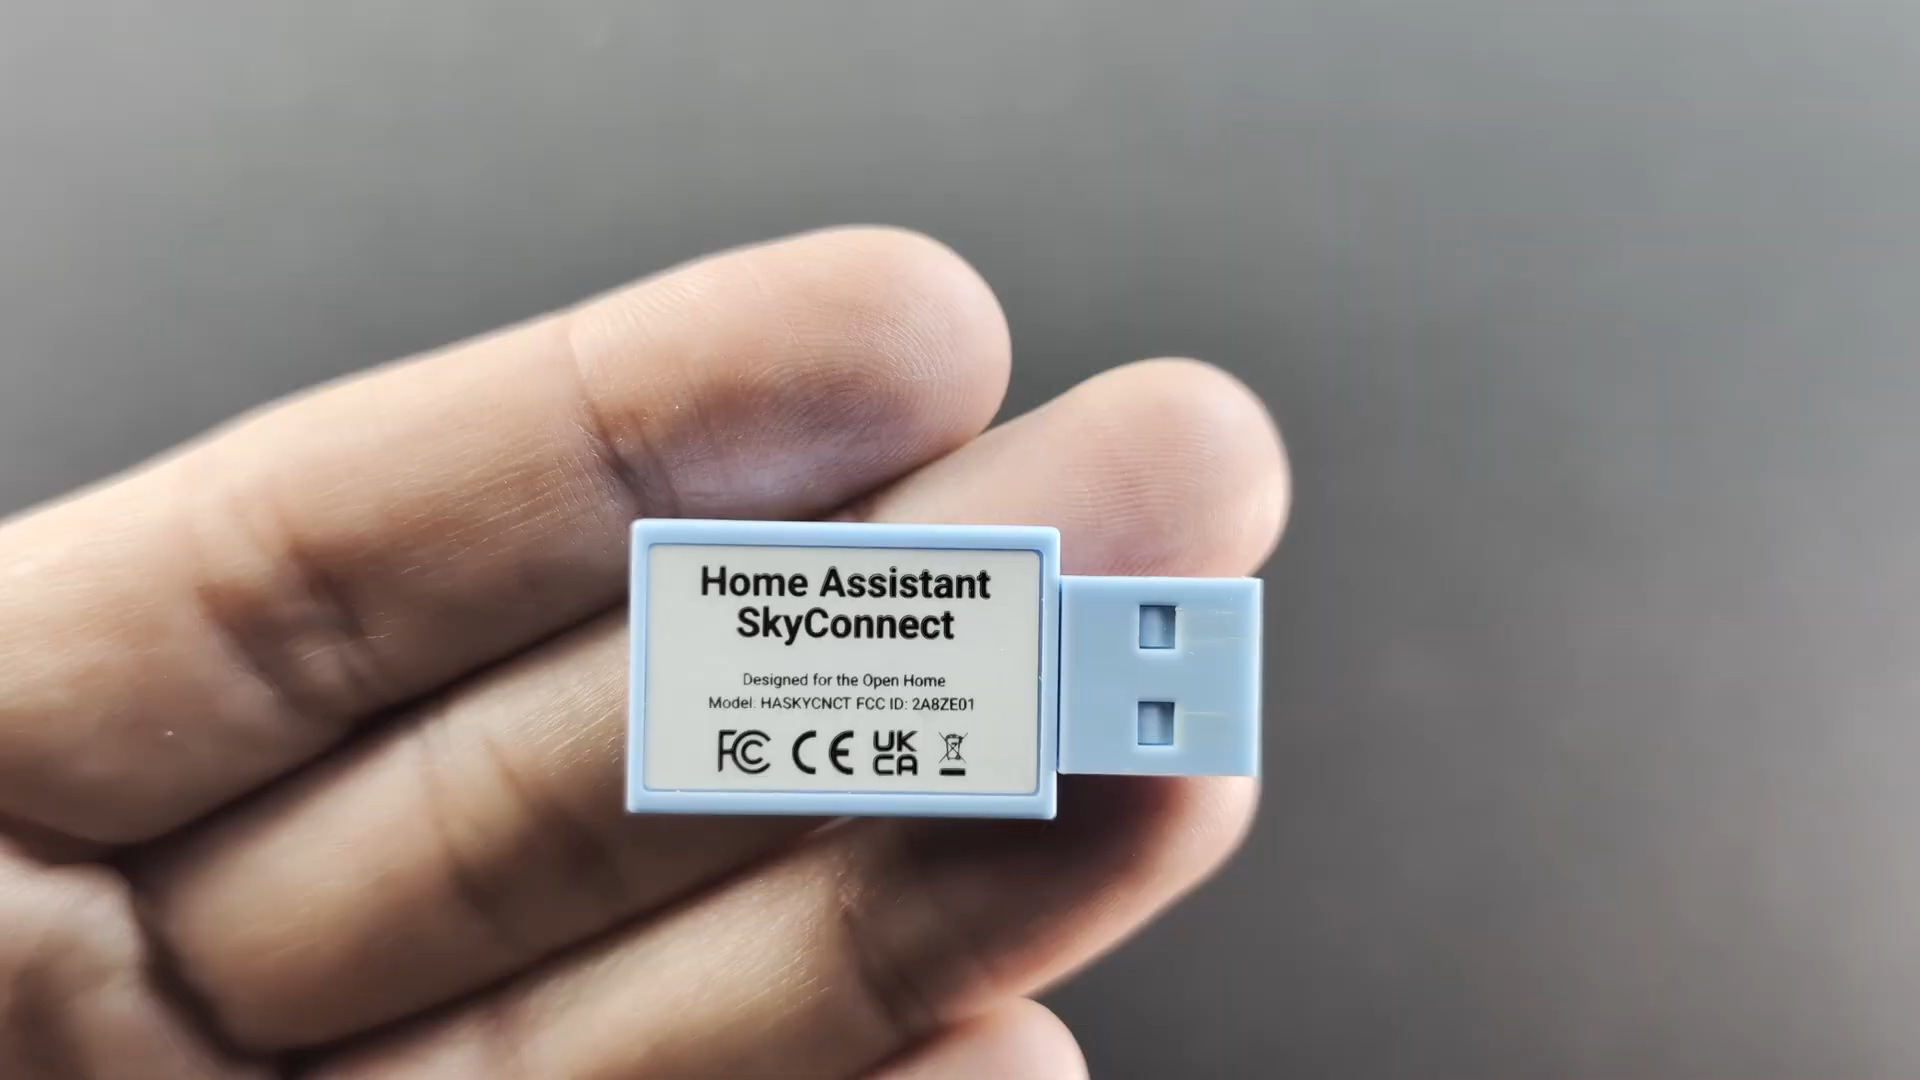 Home Assistant
SkyConnect
Designed for the Open Home
Model: HASKYCNCT FCC ID: 2A8ZE01
FC CE UK
CA